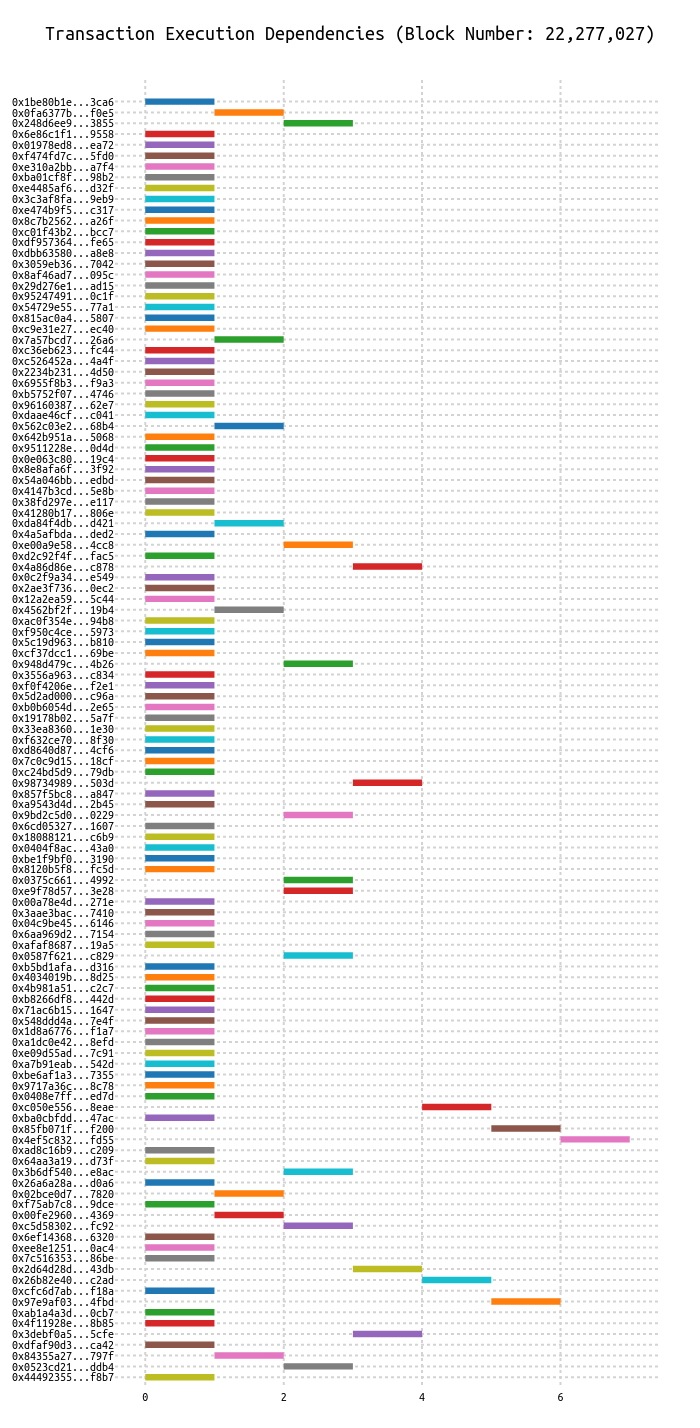 Transaction Execution Dependencies (Block Number: 22,277,027)
0x1be80b1e...3ca6
0x0fa6377b...f0e5
0x248d6ee9...3855
0x6e86c1f1...9558
0x01978ed8...ea72
0xf474fd7c...5fd0
0xe310a2bb...a7f4
0xba01cf8f...98b2
0xe4485af6...d32f
0x3c3af8fa...9eb9
0xe474b9f5...c317
0x8c7b2562...a26f
0xc01f43b2...bcc7
0xdf957364...fe65
0xdbb63580...a8e8
0x3059eb36...7042
0x8af46ad7...095c
0x29d276e1...ad15
0x95247491...0c1f
0x54729e55...77a1
0x815ac0a4...5807
0xc9e31e27...ec40
0x7a57bcd7...26a6
0xc36eb623...fc44
0xc526452a...4a4f
0x2234b231...4d50
0x6955f8b3...f9a3
0xb5752f07...4746
0x96160387...62e7
0xdaae46cf...c041
0x562c03e2...68b4
0x642b951a...5068
0x9511228e...0d4d
0x0e063c80...19c4
0x8e8afa6f...3f92
0x54a046bb...edbd
0x4147b3cd...5e8b
0x38fd297e...e117
0x41280b17...806e
0xda84f4db...d421
0x4a5afbda...ded2
0xe00a9e58...4cc8
0xd2c92f4f...fac5
0x4a86d86e...c878
0x0c2f9a34...e549
0x2ae3f736...0ec2
0x12a2ea59...5c44
0x4562bf2f...19b4
0xac0f354e...94b8
0xf950c4ce...5973
0x5c19d963...b810
0xcf37dcc1...69be
0x948d479c...4b26
0x3556a963...c834
0xf0f4206e...f2e1
0x5d2ad000...c96a
0xb0b6054d...2e65
0x19178b02...5a7f
0x33ea8360...1e30
0xf632ce70...8f30
0xd8640d87...4cf6
0x7c0c9d15...18cf
0xc24bd5d9...79db
0x98734989...503d
0x857f5bc8...a847
0xa9543d4d...2b45
0x9bd2c5d0...0229
0x6cd05327...1607
0x18088121...c6b9
0x0404f8ac...43a0
0xbe1f9bf0...3190
0x8120b5f8...fc5d
0x0375c661...4992
0xe9f78d57...3e28
0x00a78e4d...271e
0x3aae3bac...7410
0x04c9be45...6146
0x6aa969d2...7154
0xafaf8687...19a5
0x0587f621...c829
0xb5bd1afa...d316
0x4034019b...8d25
0x4b981a51...c2c7
0xb8266df8...442d
0x71ac6b15...1647
0x548ddd4a...7e4f
0x1d8a6776...f1a7
0xa1dc0e42...8efd
0xe09d55ad...7c91
0xa7b91eab...542d
0xbe6af1a3...7355
0x9717a36c...8c78
0x0408e7ff...ed7d
0xc050e556...8eae
0xba0cbfdd...47ac
0x85fb071f...f200
0x4ef5c832...fd55
0xad8c16b9...c209
0x64aa3a19...d73f
0x3b6df540...e8ac
0x26a6a28a...d0a6
0x02bce0d7...7820
0xf75ab7c8...9dce
0x00fe2960...4369
0xc5d58302...fc92
0x6ef14368...6320
0xee8e1251...0ac4
0x7c516353...86be
0x2d64d28d...43db
0x26b82e40...c2ad
0xcfc6d7ab...f18a
0x97e9af03...4fbd
0xab1a4a3d...0cb7
0x4f11928e...8b85
0x3debf0a5...5cfe
0xdfaf90d3...ca42
0x84355a27...797f
0x0523cd21...ddb4
0x44492355...f8b7
0 2 4 6